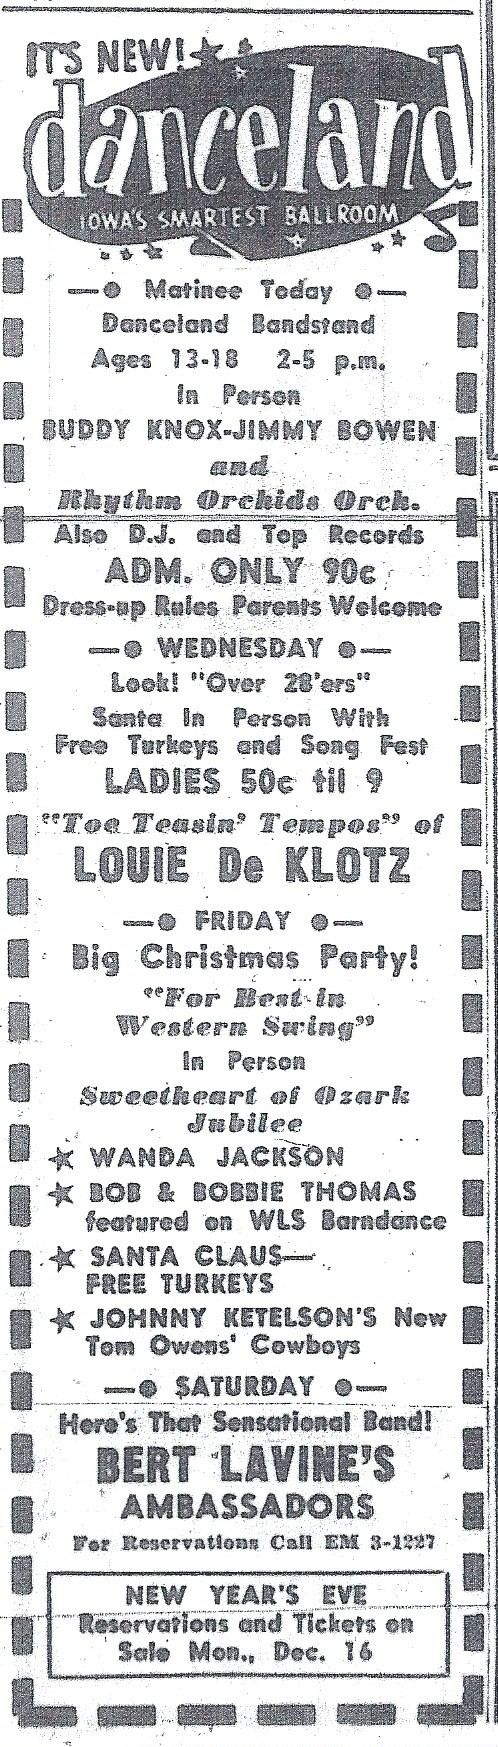 IT'S NEW!
danceland
IOWA'S SMARTEST BALLROOM
Matinee Today
Danceland Bandstand
Ages 13-18 2-5 p.m.
In Person
BUDDY KNOX-JIMMY BOWEN
and
Rhythm Orchids Orch.
Also D.J. and Top Records
ADM. ONLY 90c
Dress-up Rules Parents Welcome
WEDNESDAY
Look! "Over 28'ers"
Santa In Person With
Free Turkeys and Song Fest
LADIES 50c til 9
"Toe Teasin' Tempos" of
LOUIE De KLOTZ
FRIDAY
Big Christmas Party!
"For Best in
Western Swing"
In Person
Sweetheart of Ozark
Jubilee
★ WANDA JACKSON
★ BOB & BOBBIE THOMAS
featured on WLS Barndance
★ SANTA CLAUS—
FREE TURKEYS
★ JOHNNY KETELSON'S New
Tom Owens' Cowboys
SATURDAY
Here's That Sensational Band!
BERT LAVINE'S
AMBASSADORS
For Reservations Call EM 3-1227
NEW YEAR'S EVE
Reservations and Tickets on
Sale Mon., Dec. 16